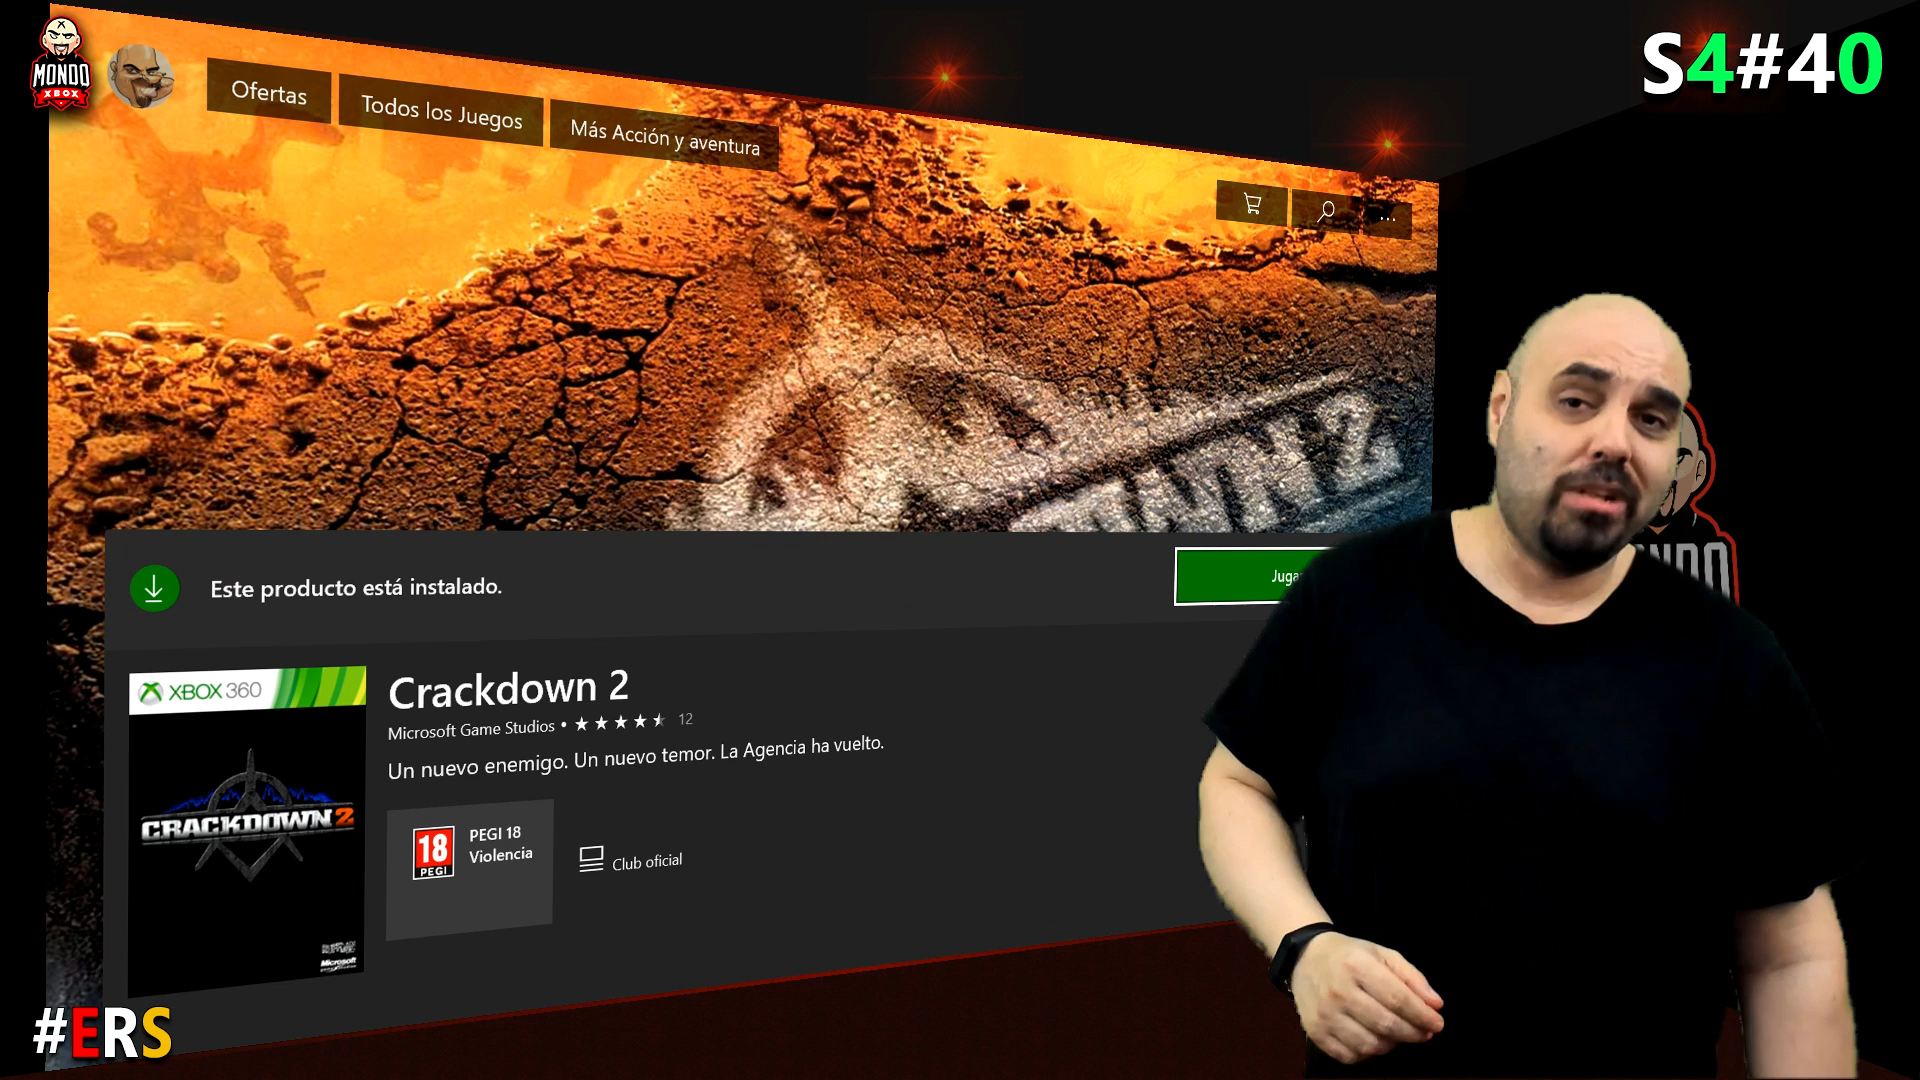 MONDO
XBOX
Ofertas
Todos los Juegos
Más Acción y aventura
S4#40
...
Este producto está instalado.
Juga
NDO
XBOX 360
CRACKDOWN 2
Microsoft
Crackdown 2
Microsoft Game Studios • ★★★★ 12
Un nuevo enemigo. Un nuevo temor. La Agencia ha vuelto.
18
PEGI
PEGI 18
Violencia
Club oficial
#ERS